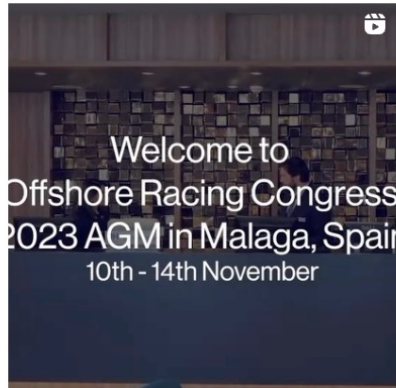 Welcome to
Offshore Racing Congress
2023 AGM in Malaga, Spain
10th - 14th November